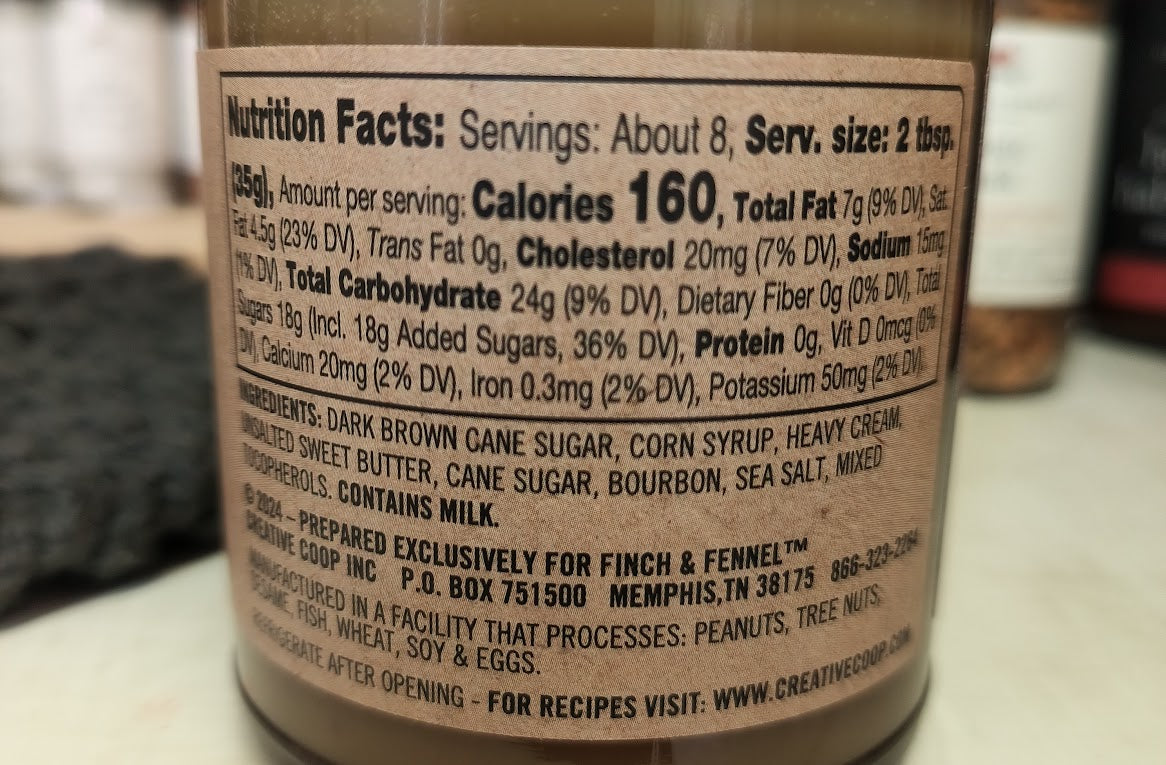 Nutrition Facts: Servings: About 8, Serv. size: 2 tbsp.
(35g), Amount per serving: Calories 160, Total Fat 7g (9% DV), Sat.
Fat 4.5g (23% DV), Trans Fat 0g, Cholesterol 20mg (7% DV), Sodium 15mg
(1% DV), Total Carbohydrate 24g (9% DV), Dietary Fiber 0g (0% DV), Total
Sugars 18g (Incl. 18g Added Sugars, 36% DV), Protein 0g, Vit D 0mcg (0%
DV), Calcium 20mg (2% DV), Iron 0.3mg (2% DV), Potassium 50mg (2% DV).
INGREDIENTS: DARK BROWN CANE SUGAR, CORN SYRUP, HEAVY CREAM,
UNSALTED SWEET BUTTER, CANE SUGAR, BOURBON, SEA SALT, MIXED
TOCOPHEROLS. CONTAINS MILK.
© 2024 – PREPARED EXCLUSIVELY FOR FINCH & FENNEL™
CREATIVE COOP INC P.O. BOX 751500 MEMPHIS,TN 38175 866-323-2264
MANUFACTURED IN A FACILITY THAT PROCESSES: PEANUTS, TREE NUTS,
SESAME, FISH, WHEAT, SOY & EGGS.
REFRIGERATE AFTER OPENING - FOR RECIPES VISIT: WWW.CREATIVECOOP.COM